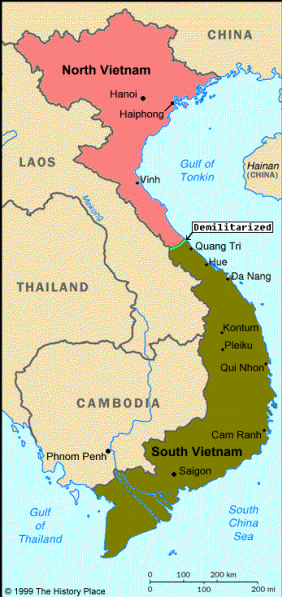 CHINA
North Vietnam
Hanoi
Haiphong
LAOS
Gulf of
Tonkin
Hainan
(CHINA)
Vinh
Mekong
Demilitarized
Quang Tri
Hue
Da Nang
THAILAND
Kontum
Pleiku
Qui Nhon
CAMBODIA
Cam Ranh
South Vietnam
Phnom Penh
Saigon
Gulf
of
Thailand
South
China
Sea
0 100 200 km
0 100 200 mi
© 1999 The History Place